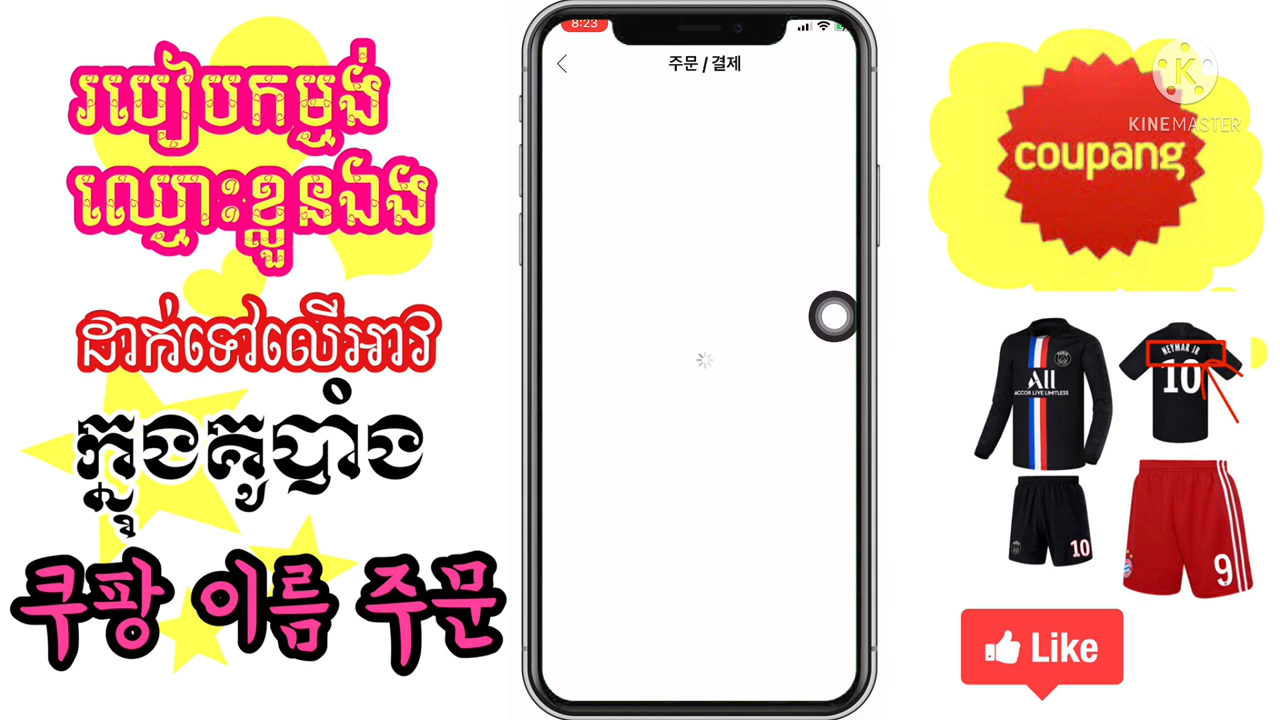 របៀបកម្មង់
ឈ្មោះខ្លួនឯង
ដាក់ទៅលើអាវ
ក្នុងគូប៉ាំង
쿠팡 이름 주문
8:23
주문 / 결제
K
KINEMASTER
coupang
All
ACCOR LIVE LIMITLESS
NEYMAR JR
10
10
9
Like